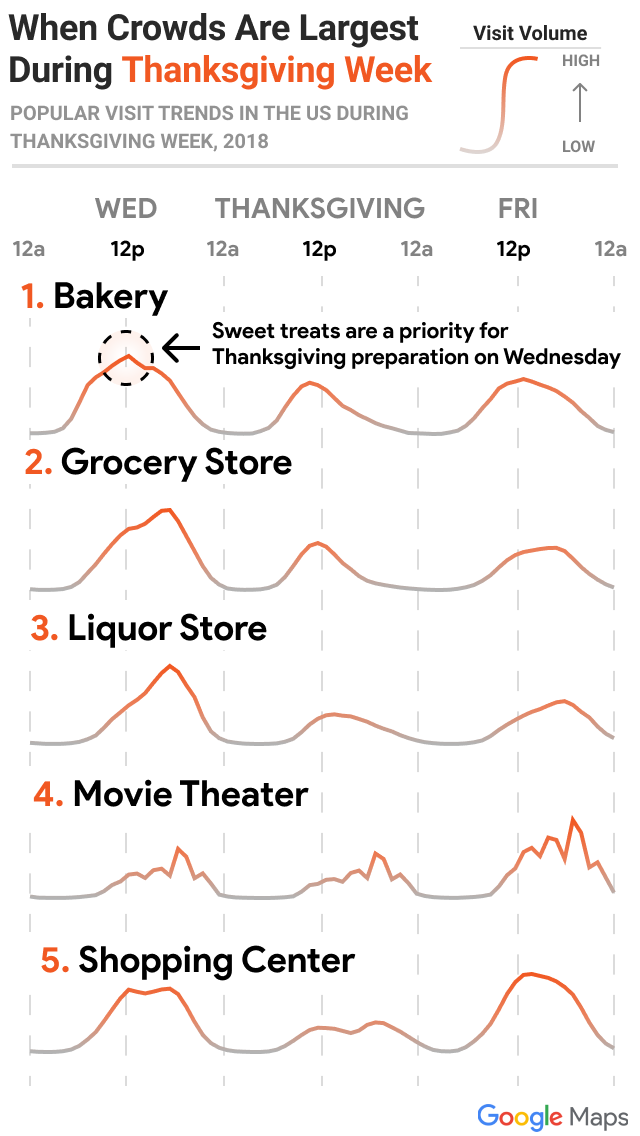 When Crowds Are Largest
During Thanksgiving Week
POPULAR VISIT TRENDS IN THE US DURING
THANKSGIVING WEEK, 2018
Visit Volume
HIGH
LOW
WED THANKSGIVING FRI
12a 12p 12a 12p 12a 12p 12a
1. Bakery
Sweet treats are a priority for
Thanksgiving preparation on Wednesday
2. Grocery Store
3. Liquor Store
4. Movie Theater
5. Shopping Center
Google Maps